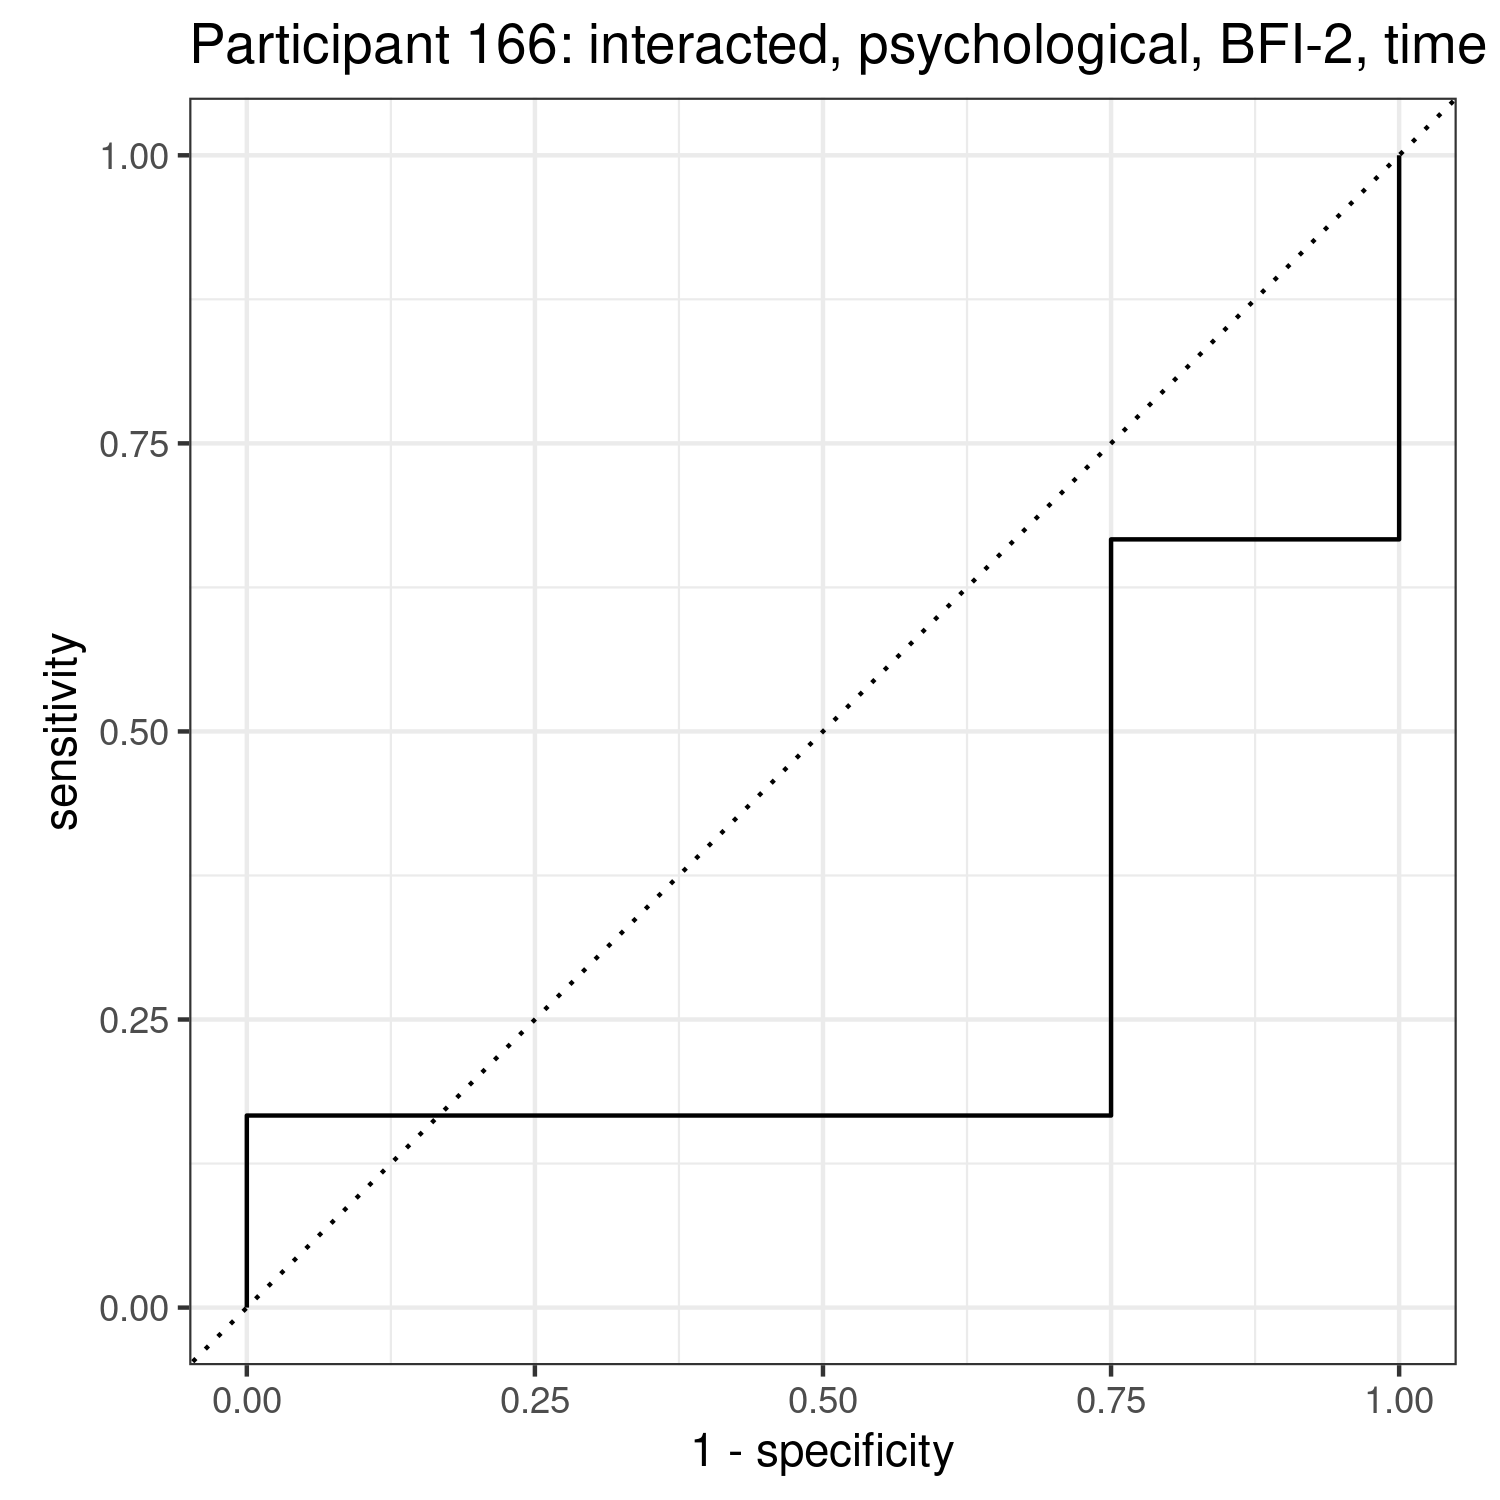 Participant 166: interacted, psychological, BFI-2, time
1.00
0.75
0.50
0.25
0.00
sensitivity
0.00 0.25 0.50 0.75 1.00
1 - specificity